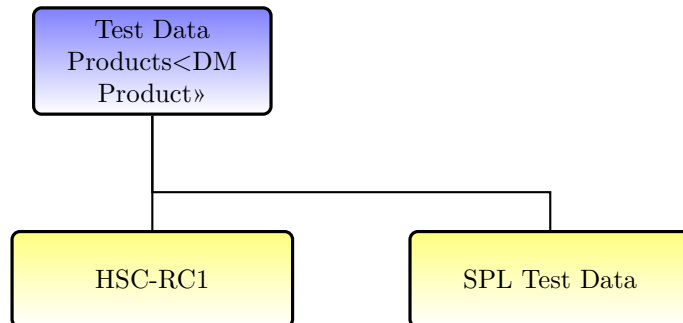 Test Data
Products<DM
Product»
HSC-RC1
SPL Test Data